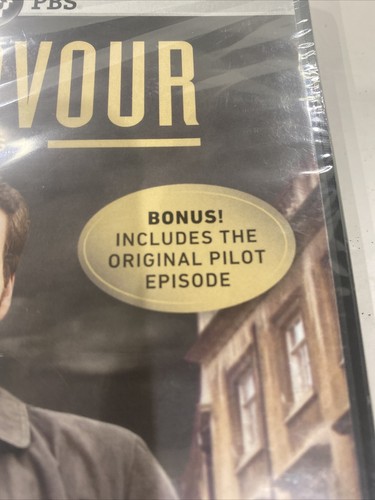 PBS
VOUR
BONUS!
INCLUDES THE
ORIGINAL PILOT
EPISODE